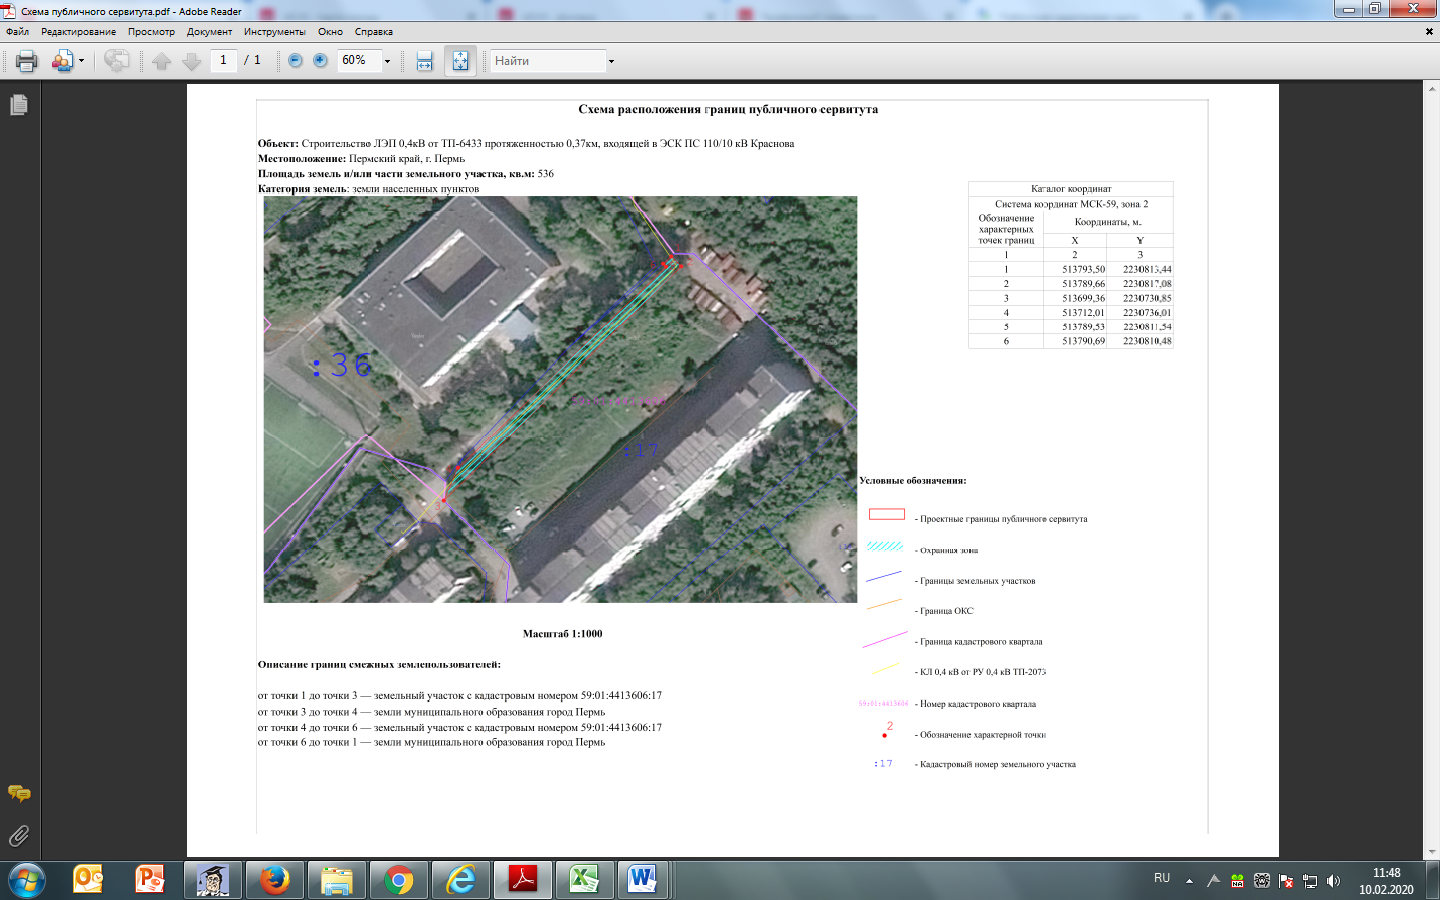 Схема публичного сервитута.pdf - Adobe Reader
Файл Редактирование Просмотр Документ Инструменты Окно Справка
1 / 1 60% Найти
Схема расположения границ публичного сервитута
Объект: Строительство ЛЭП 0,4кВ от ТП-6433 протяженностью 0,37км, входящей в ЭСК ПС 110/10 кВ Краснова
Местоположение: Пермский край, г. Пермь
Площадь земель и/или части земельного участка, кв.м: 536
Категория земель: земли населенных пунктов
Каталог координат
Система координат МСК-59, зона 2
Обозначение характерных точек границ Координаты, м.
X Y
1 2 3
1 513793,50 2230813,44
2 513789,66 2230817,08
3 513699,36 2230730,85
4 513712,01 2230736,01
5 513789,53 2230811,54
6 513790,69 2230810,48
:36
:17
Условные обозначения:
- Проектные границы публичного сервитута
- Охранная зона
- Границы земельных участков
- Граница ОКС
- Граница кадастрового квартала
- КЛ 0,4 кВ от РУ 0,4 кВ ТП-2073
59:01:4413606 - Номер кадастрового квартала
2
- Обозначение характерной точки
:17 - Кадастровый номер земельного участка
Масштаб 1:1000
Описание границ смежных землепользователей:
от точки 1 до точки 3 — земельный участок с кадастровым номером 59:01:4413606:17
от точки 3 до точки 4 — земли муниципального образования город Пермь
от точки 4 до точки 6 — земельный участок с кадастровым номером 59:01:4413606:17
от точки 6 до точки 1 — земли муниципального образования город Пермь
RU
11:48
10.02.2020